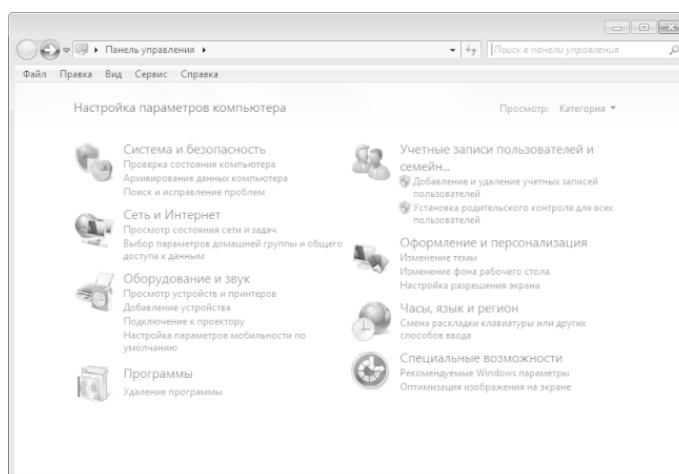 Панель управления
Поиск в панели управления
Файл Правка Вид Сервис Справка
Настройка параметров компьютера
Просмотр: Категория
Система и безопасность
Проверка состояния компьютера
Архивирование данных компьютера
Поиск и исправление проблем
Сеть и Интернет
Просмотр состояния сети и задач
Выбор параметров домашней группы и общего
доступа к данным
Оборудование и звук
Просмотр устройств и принтеров
Добавление устройства
Подключение к проектору
Настройка параметров мобильности по
умолчанию
Программы
Удаление программы
Учетные записи пользователей и
семейн...
Добавление и удаление учетных записей
пользователей
Установка родительского контроля для всех
пользователей
Оформление и персонализация
Изменение темы
Изменение фона рабочего стола
Настройка разрешения экрана
Часы, язык и регион
Смена раскладки клавиатуры или других
способов ввода
Специальные возможности
Рекомендуемые Windows параметры
Оптимизация изображения на экране